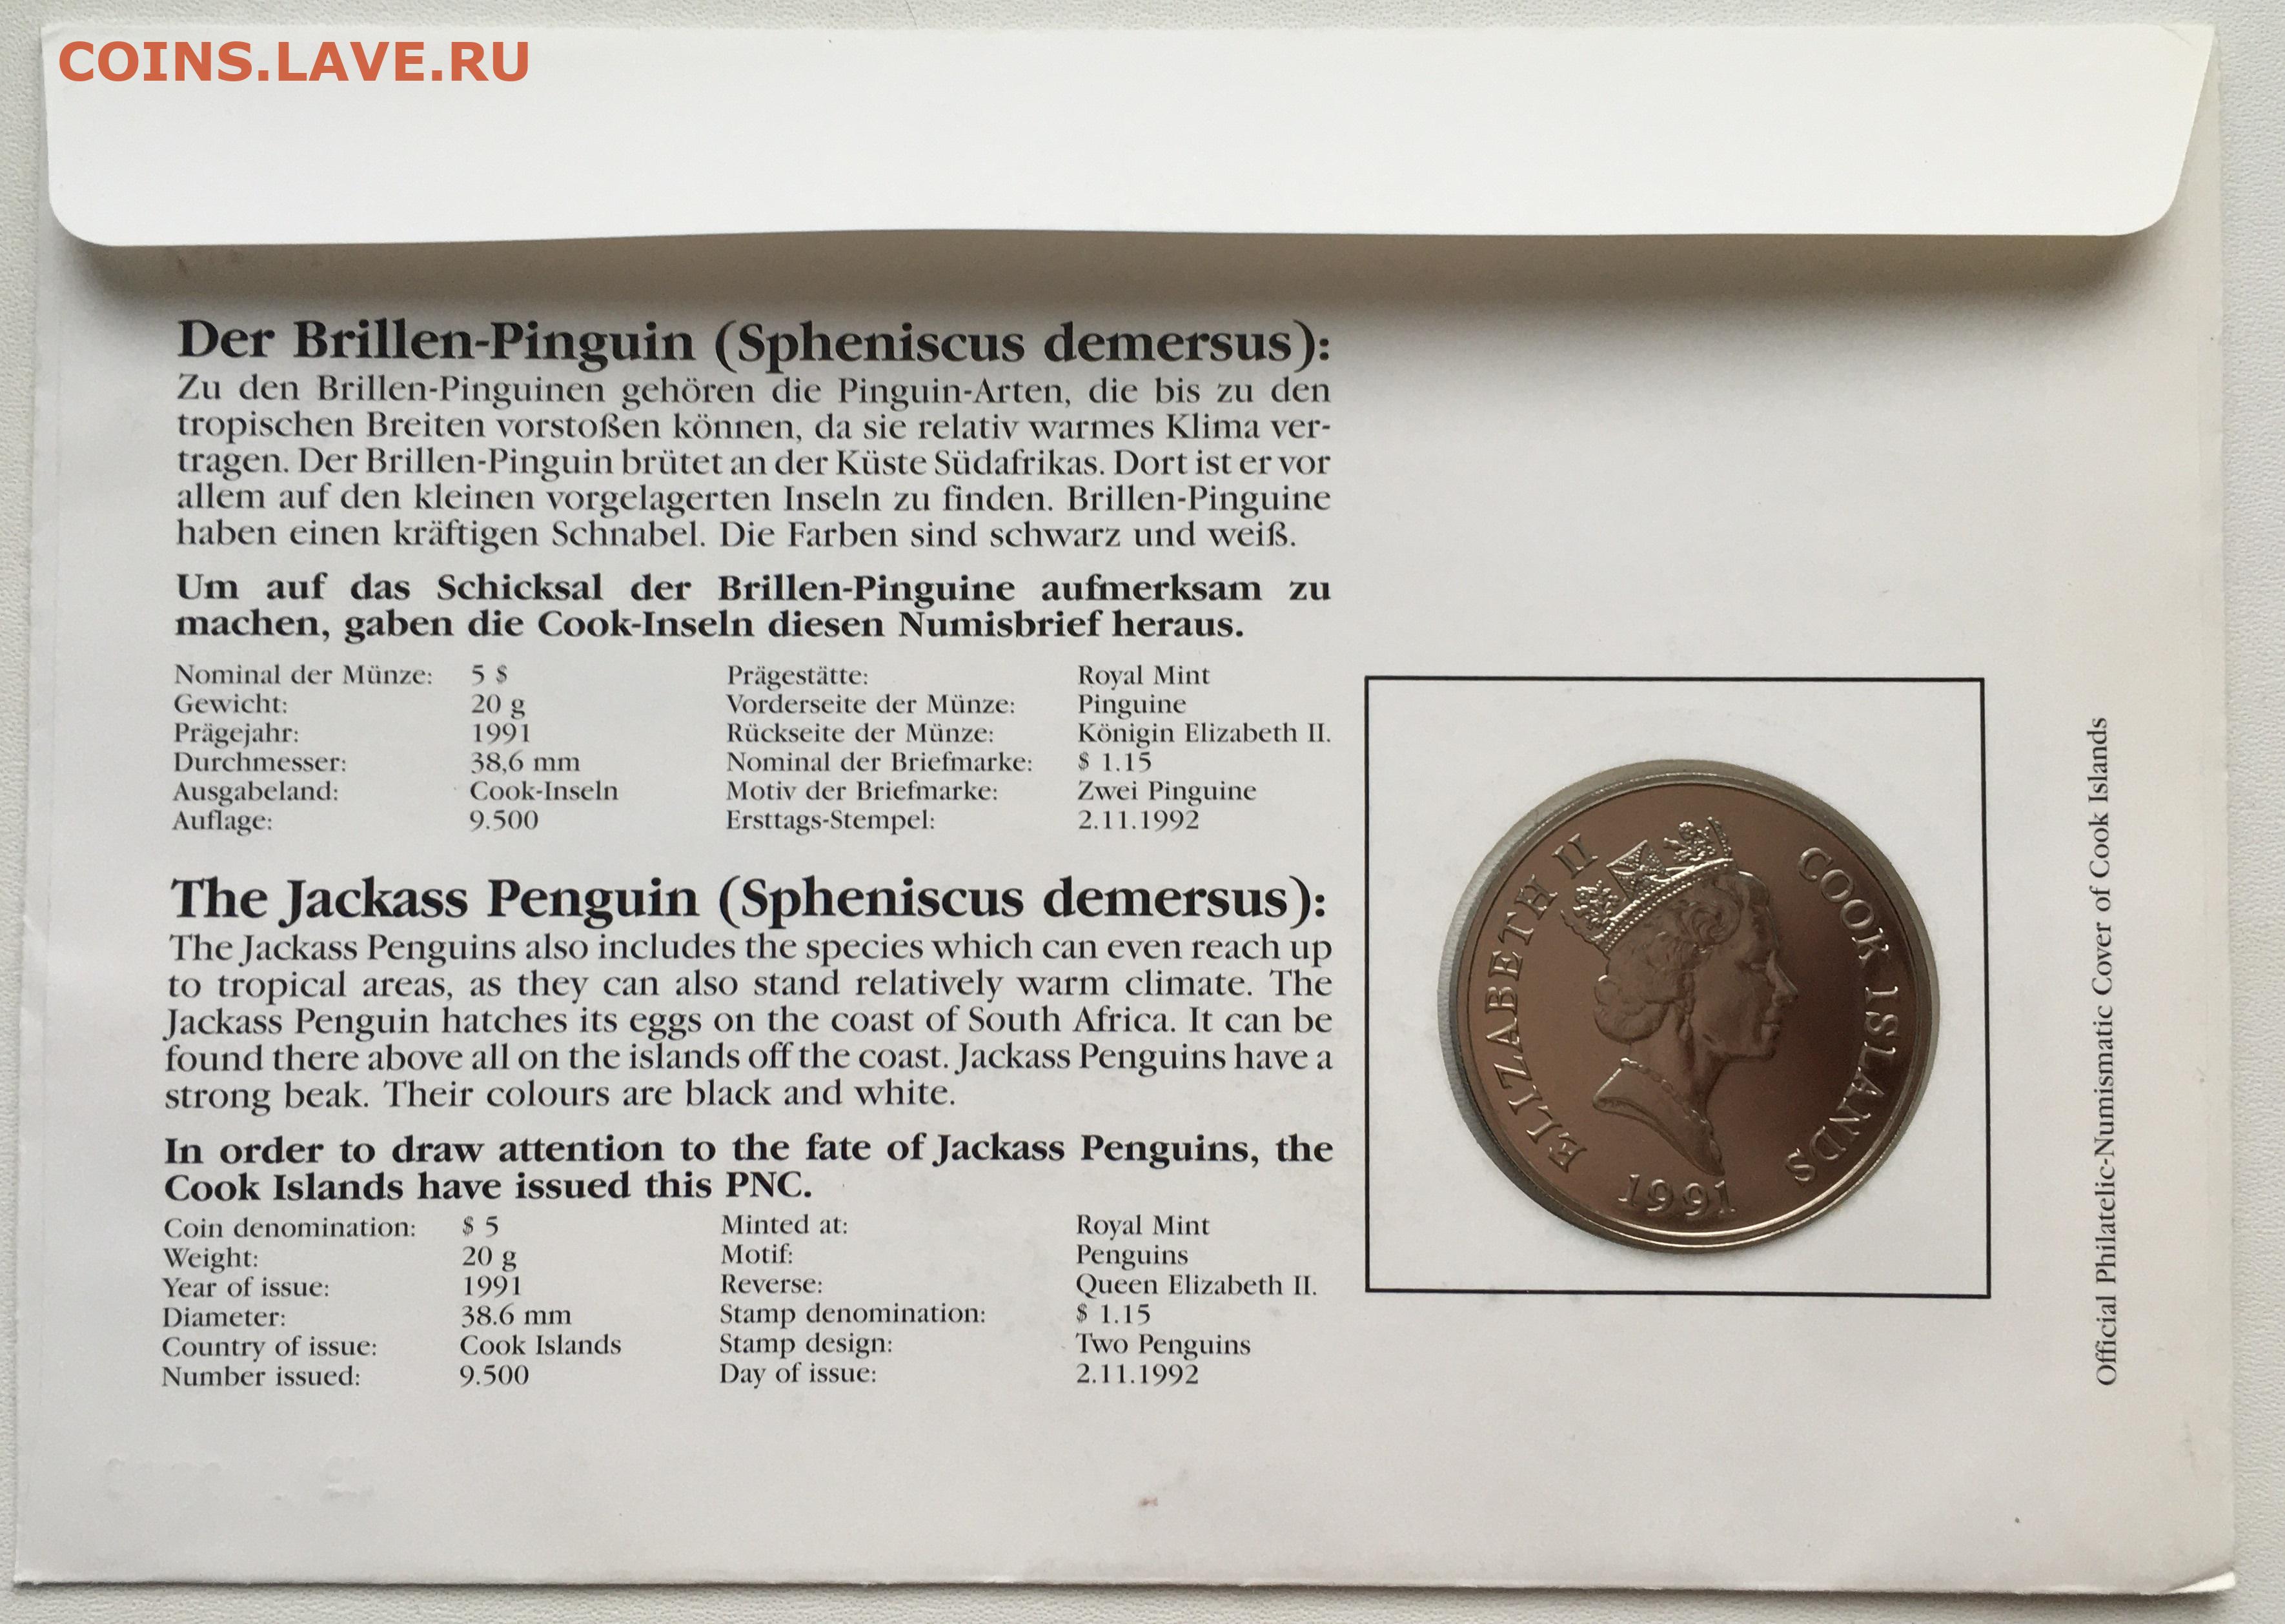 COINS.LAVE.RU
Der Brillen-Pinguin (Spheniscus demersus):
Zu den Brillen-Pinguinen gehören die Pinguin-Arten, die bis zu den
tropischen Breiten vorstoßen können, da sie relativ warmes Klima ver-
tragen. Der Brillen-Pinguin brütet an der Küste Südafrikas. Dort ist er vor
allem auf den kleinen vorgelagerten Inseln zu finden. Brillen-Pinguine
haben einen kräftigen Schnabel. Die Farben sind schwarz und weiß.
Um auf das Schicksal der Brillen-Pinguine aufmerksam zu
machen, gaben die Cook-Inseln diesen Numisbrief heraus.
Nominal der Münze: 5 $ Prägestätte: Royal Mint
Gewicht: 20 g Vorderseite der Münze: Pinguine
Prägejahr: 1991 Rückseite der Münze: Königin Elizabeth II.
Durchmesser: 38,6 mm Nominal der Briefmarke: $ 1.15
Ausgabeland: Cook-Inseln Motiv der Briefmarke: Zwei Pinguine
Auflage: 9.500 Ersttags-Stempel: 2.11.1992
The Jackass Penguin (Spheniscus demersus):
The Jackass Penguins also includes the species which can even reach up
to tropical areas, as they can also stand relatively warm climate. The
Jackass Penguin hatches its eggs on the coast of South Africa. It can be
found there above all on the islands off the coast. Jackass Penguins have a
strong beak. Their colours are black and white.
In order to draw attention to the fate of Jackass Penguins, the
Cook Islands have issued this PNC.
Coin denomination: $ 5 Minted at: Royal Mint
Weight: 20 g Motif: Penguins
Year of issue: 1991 Reverse: Queen Elizabeth II.
Diameter: 38.6 mm Stamp denomination: $ 1.15
Country of issue: Cook Islands Stamp design: Two Penguins
Number issued: 9.500 Day of issue: 2.11.1992
ELIZABETH II
COOK ISLANDS
1991
Official Philatelic-Numismatic Cover of Cook Islands